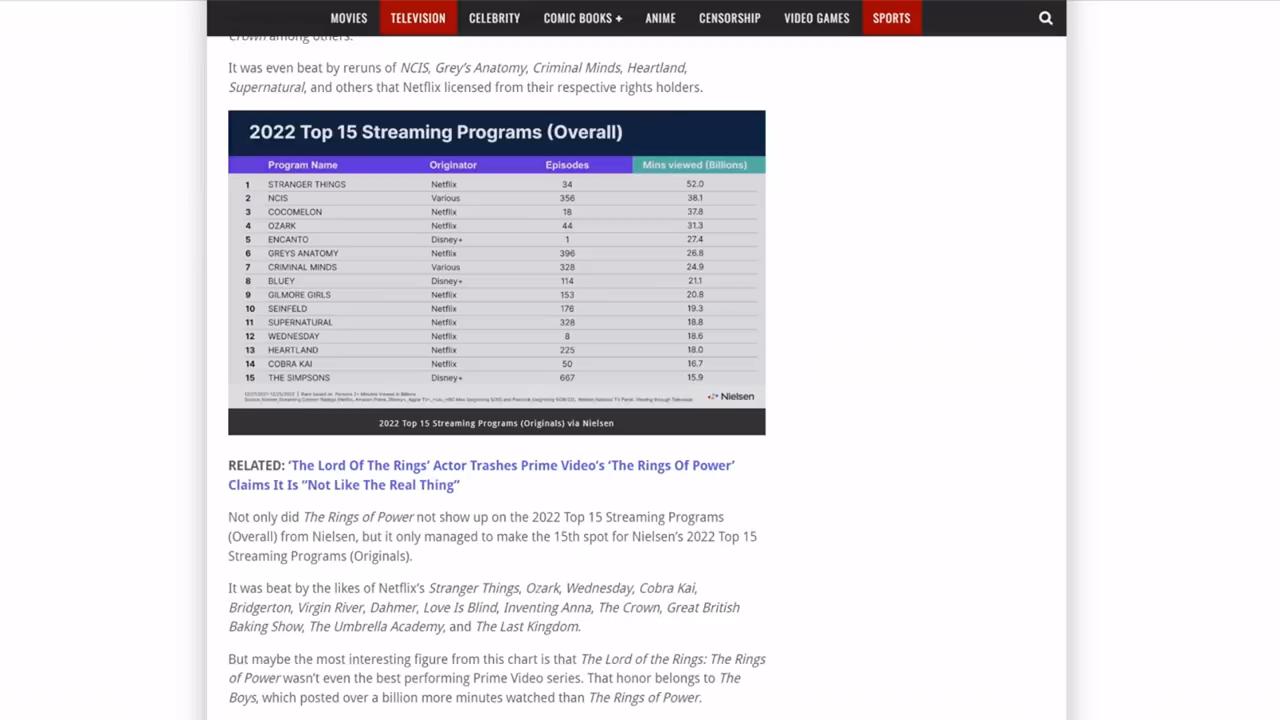 MOVIES TELEVISION CELEBRITY COMIC BOOKS + ANIME CENSORSHIP VIDEO GAMES SPORTS
Crown among others.
It was even beat by reruns of NCIS, Grey's Anatomy, Criminal Minds, Heartland,
Supernatural, and others that Netflix licensed from their respective rights holders.
2022 Top 15 Streaming Programs (Overall)
Program Name Originator Episodes Mins viewed (Billions)
1 STRANGER THINGS Netflix 34 52.0
2 NCIS Various 356 38.1
3 COCOMELON Netflix 18 37.8
4 OZARK Netflix 44 31.3
5 ENCANTO Disney+ 1 27.4
6 GREYS ANATOMY Netflix 396 26.8
7 CRIMINAL MINDS Various 328 24.9
8 BLUEY Disney+ 114 21.1
9 GILMORE GIRLS Netflix 153 20.8
10 SEINFELD Netflix 176 19.3
11 SUPERNATURAL Netflix 328 18.8
12 WEDNESDAY Netflix 8 18.6
13 HEARTLAND Netflix 225 18.0
14 COBRA KAI Netflix 50 16.7
15 THE SIMPSONS Disney+ 667 15.9
Nielsen
2022 Top 15 Streaming Programs (Originals) via Nielsen
RELATED: ‘The Lord Of The Rings’ Actor Trashes Prime Video’s ‘The Rings Of Power’
Claims It Is “Not Like The Real Thing”
Not only did The Rings of Power not show up on the 2022 Top 15 Streaming Programs
(Overall) from Nielsen, but it only managed to make the 15th spot for Nielsen’s 2022 Top 15
Streaming Programs (Originals).
It was beat by the likes of Netflix’s Stranger Things, Ozark, Wednesday, Cobra Kai,
Bridgerton, Virgin River, Dahmer, Love Is Blind, Inventing Anna, The Crown, Great British
Baking Show, The Umbrella Academy, and The Last Kingdom.
But maybe the most interesting figure from this chart is that The Lord of the Rings: The Rings
of Power wasn’t even the best performing Prime Video series. That honor belongs to The
Boys, which posted over a billion more minutes watched than The Rings of Power.